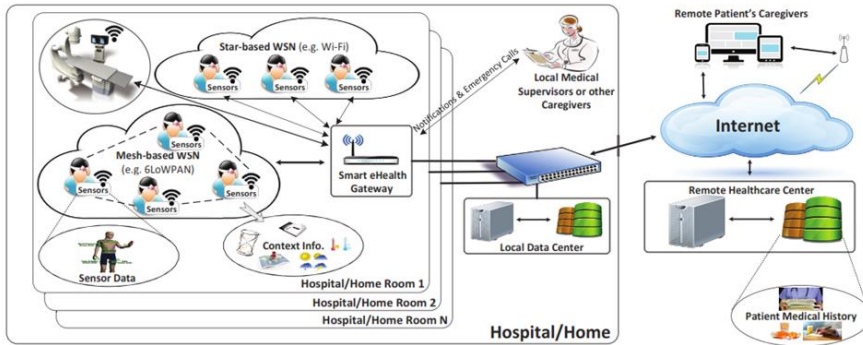 Star-based WSN (e.g. Wi-Fi)
Sensors
Sensors
Sensors
Mesh-based WSN
(e.g. 6LoWPAN)
Sensors
Sensors
Sensors
Sensors
Smart eHealth
Gateway
Notifications & Emergency Calls
Local Medical
Supervisors or other
Caregivers
Sensor Data
Context Info.
Hospital/Home Room 1
Hospital/Home Room 2
Hospital/Home Room N
Local Data Center
Hospital/Home
Remote Patient's Caregivers
Internet
Remote Healthcare Center
Patient Medical History